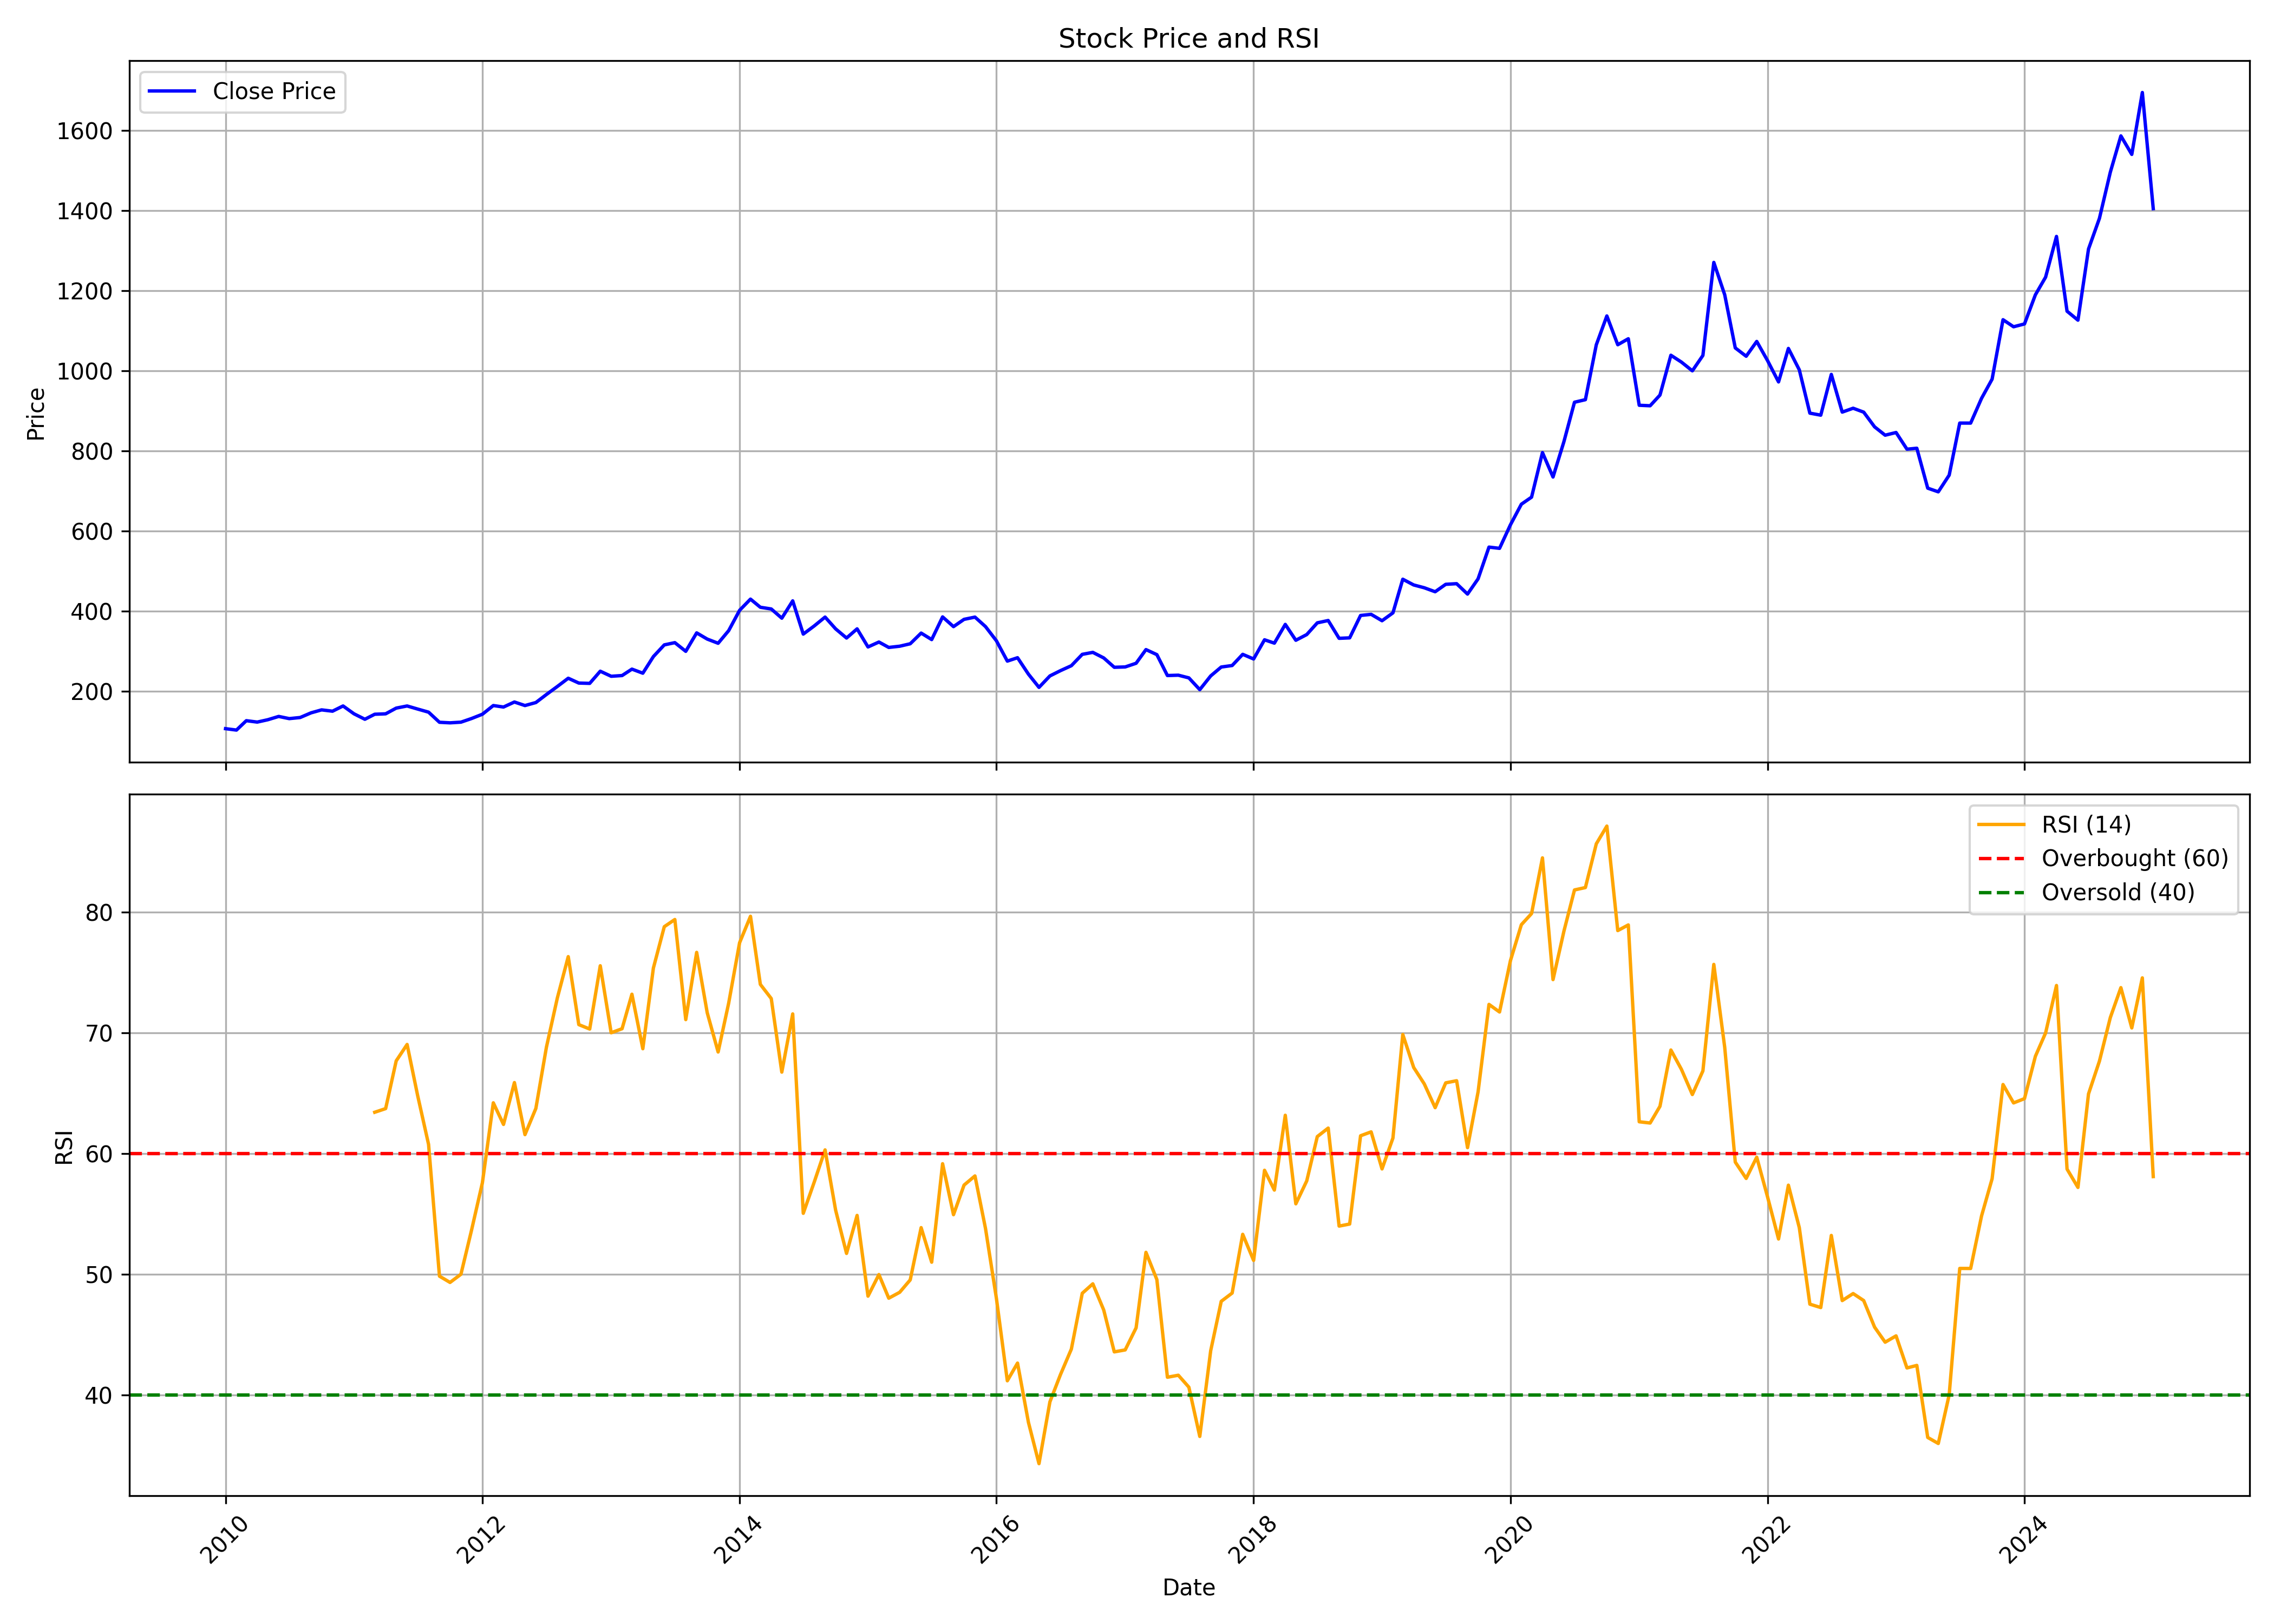 Stock Price and RSI
Close Price
Price
1600
1400
1200
1000
800
600
400
200
RSI (14)
Overbought (60)
Oversold (40)
RSI
80
70
60
50
40
2010
2012
2014
2016
2018
2020
2022
2024
Date